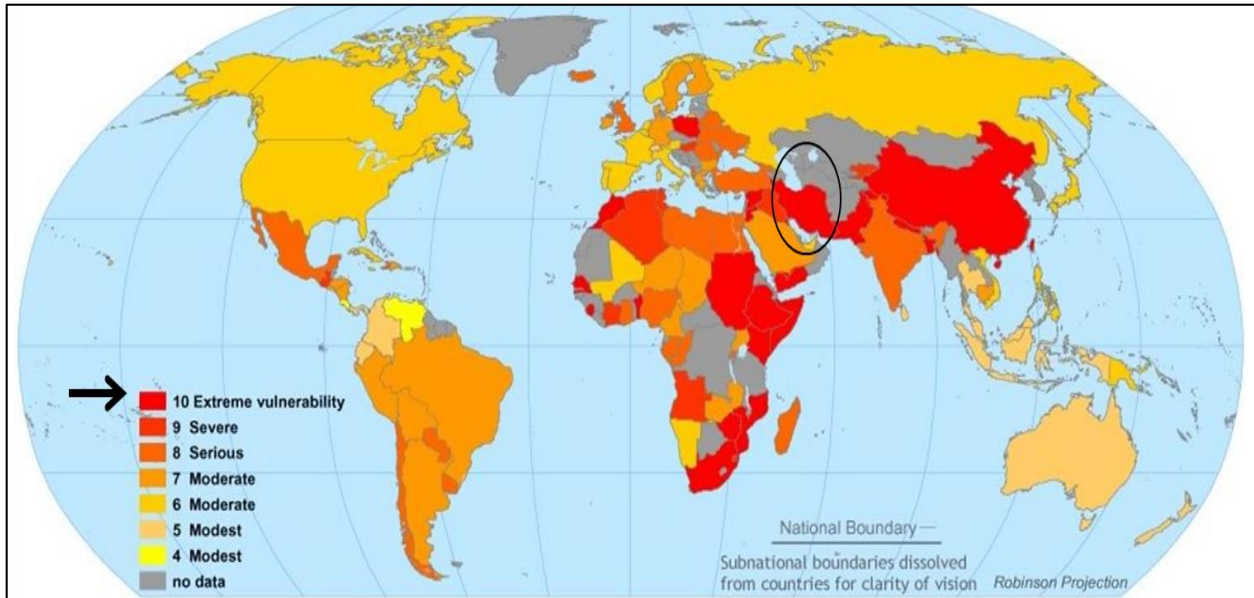 10 Extreme vulnerability
9 Severe
8 Serious
7 Moderate
6 Moderate
5 Modest
4 Modest
no data
National Boundary
Subnational boundaries dissolved
from countries for clarity of vision
Robinson Projection